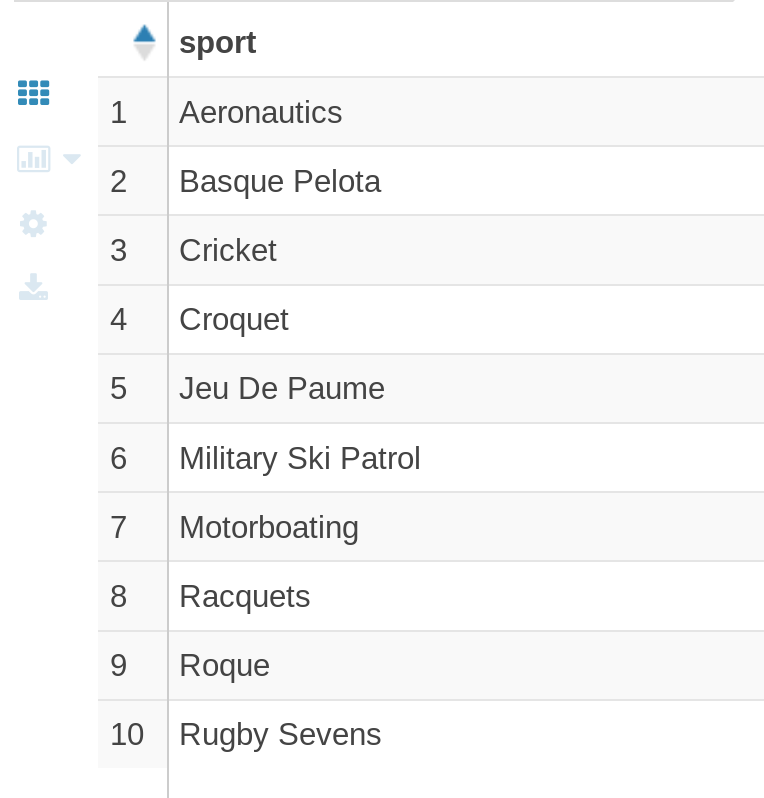 sport
1 Aeronautics
2 Basque Pelota
3 Cricket
4 Croquet
5 Jeu De Paume
6 Military Ski Patrol
7 Motorboating
8 Racquets
9 Roque
10 Rugby Sevens